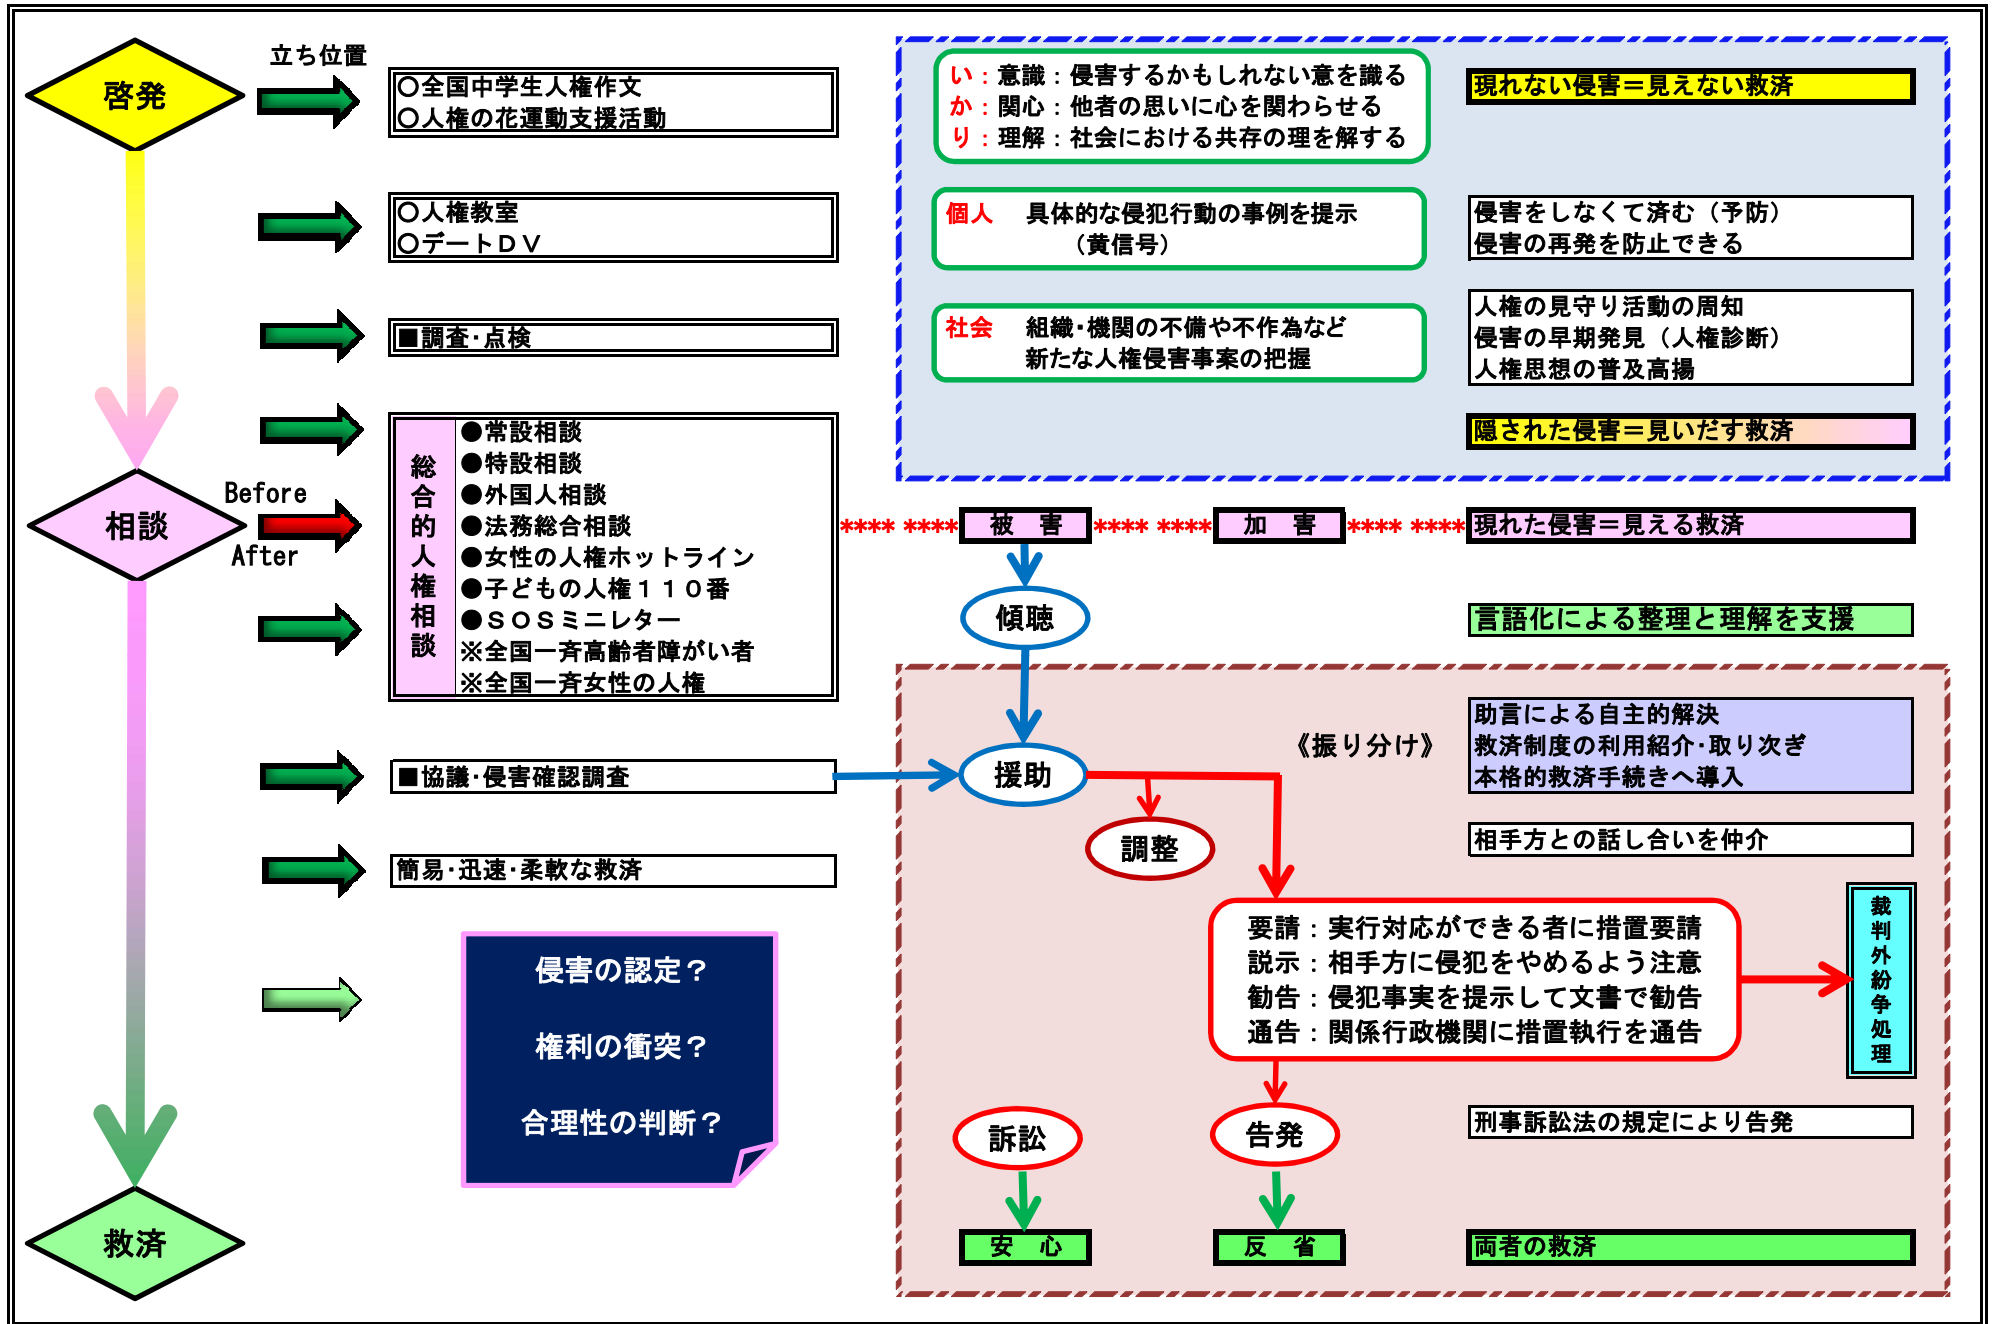 啓発
立ち位置
〇全国中学生人権作文
〇人権の花運動支援活動
い：意識：侵害するかもしれない意を識る
か：関心：他者の思いに心を関わらせる
り：理解：社会における共存の理を解する
現れない侵害＝見えない救済
〇人権教室
〇デートＤＶ
個人 具体的な侵犯行動の事例を提示
（黄信号）
侵害をしなくて済む（予防）
侵害の再発を防止できる
■調査･点検
社会 組織･機関の不備や不作為など
新たな人権侵害事案の把握
人権の見守り活動の周知
侵害の早期発見（人権診断）
人権思想の普及高揚
隠された侵害＝見いだす救済
相談
Before
After
総合的人権相談
●常設相談
●特設相談
●外国人相談
●法務総合相談
●女性の人権ホットライン
●子どもの人権１１０番
●ＳＯＳミニレター
※全国一斉高齢者障がい者
※全国一斉女性の人権
**** **** 被　害 **** **** 加　害 **** **** 現れた侵害＝見える救済
傾聴
言語化による整理と理解を支援
■協議･侵害確認調査
援助
《振り分け》
助言による自主的解決
救済制度の利用紹介･取り次ぎ
本格的救済手続きへ導入
調整
相手方との話し合いを仲介
簡易･迅速･柔軟な救済
侵害の認定？
権利の衝突？
合理性の判断？
要請：実行対応ができる者に措置要請
説示：相手方に侵犯をやめるよう注意
勧告：侵犯事実を提示して文書で勧告
通告：関係行政機関に措置執行を通告
裁判外紛争処理
訴訟
告発
刑事訴訟法の規定により告発
救済
安　心
反　省
両者の救済